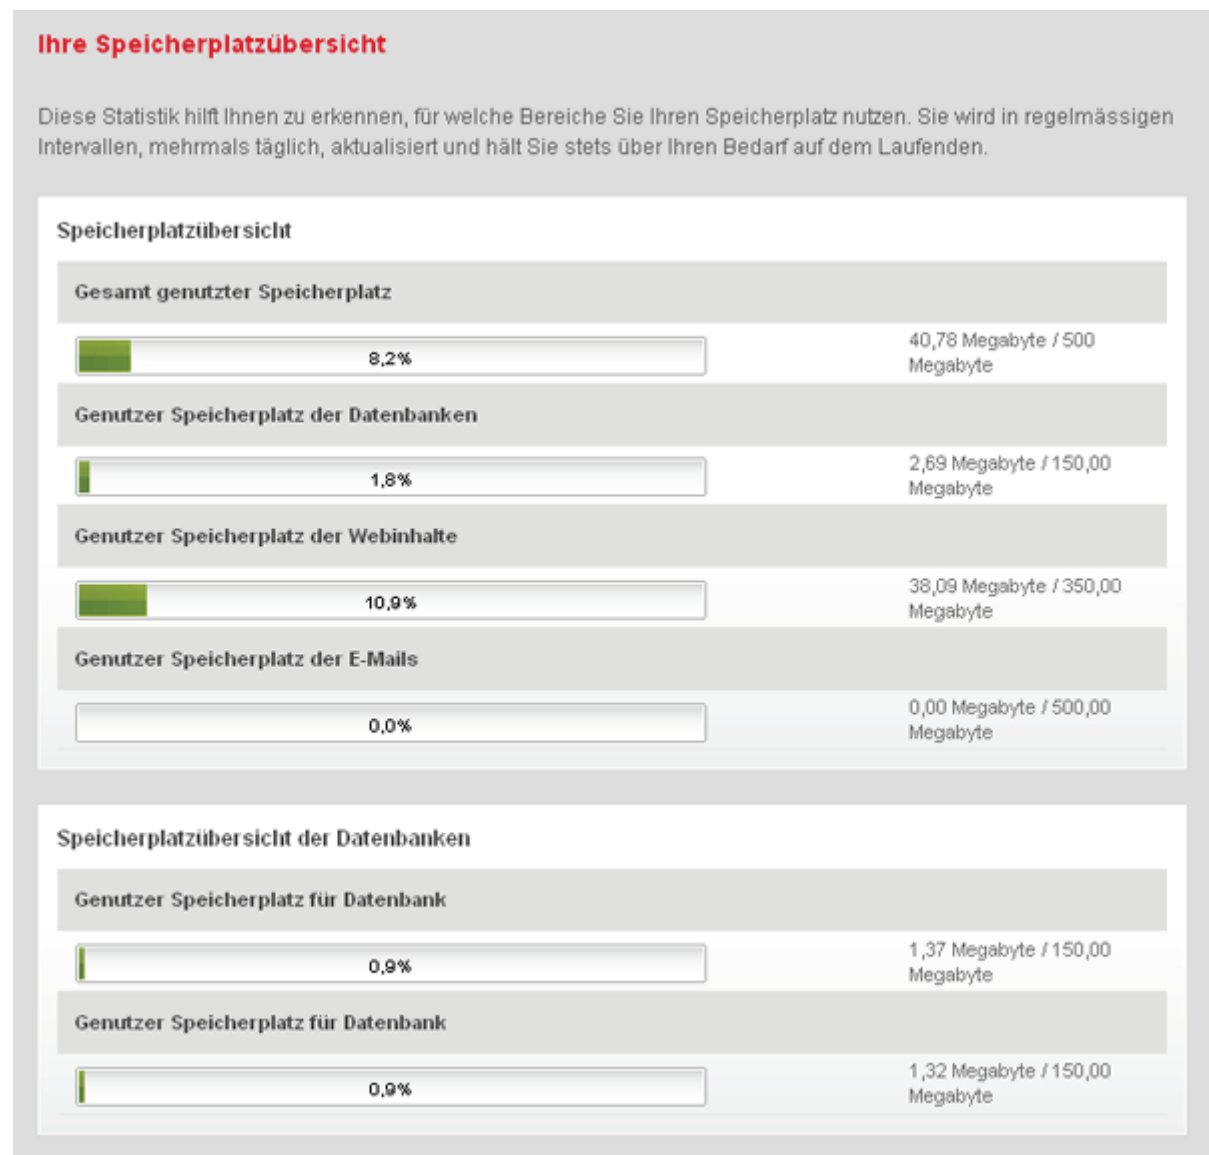 Ihre Speicherplatzübersicht
Diese Statistik hilft Ihnen zu erkennen, für welche Bereiche Sie Ihren Speicherplatz nutzen. Sie wird in regelmässigen
Intervallen, mehrmals täglich, aktualisiert und hält Sie stets über Ihren Bedarf auf dem Laufenden.
Speicherplatzübersicht
Gesamt genutzter Speicherplatz
8,2%
40,78 Megabyte / 500
Megabyte
Genutzer Speicherplatz der Datenbanken
1,8%
2,69 Megabyte / 150,00
Megabyte
Genutzer Speicherplatz der Webinhalte
10,9%
38,09 Megabyte / 350,00
Megabyte
Genutzer Speicherplatz der E-Mails
0,0%
0,00 Megabyte / 500,00
Megabyte
Speicherplatzübersicht der Datenbanken
Genutzer Speicherplatz für Datenbank
0,9%
1,37 Megabyte / 150,00
Megabyte
Genutzer Speicherplatz für Datenbank
0,9%
1,32 Megabyte / 150,00
Megabyte